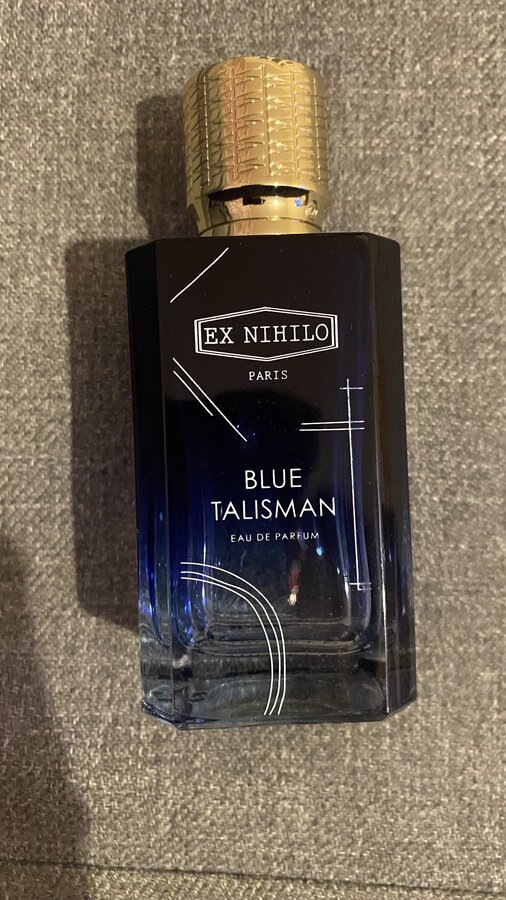 EX NIHILO
PARIS
BLUE
TALISMAN
EAU DE PARFUM